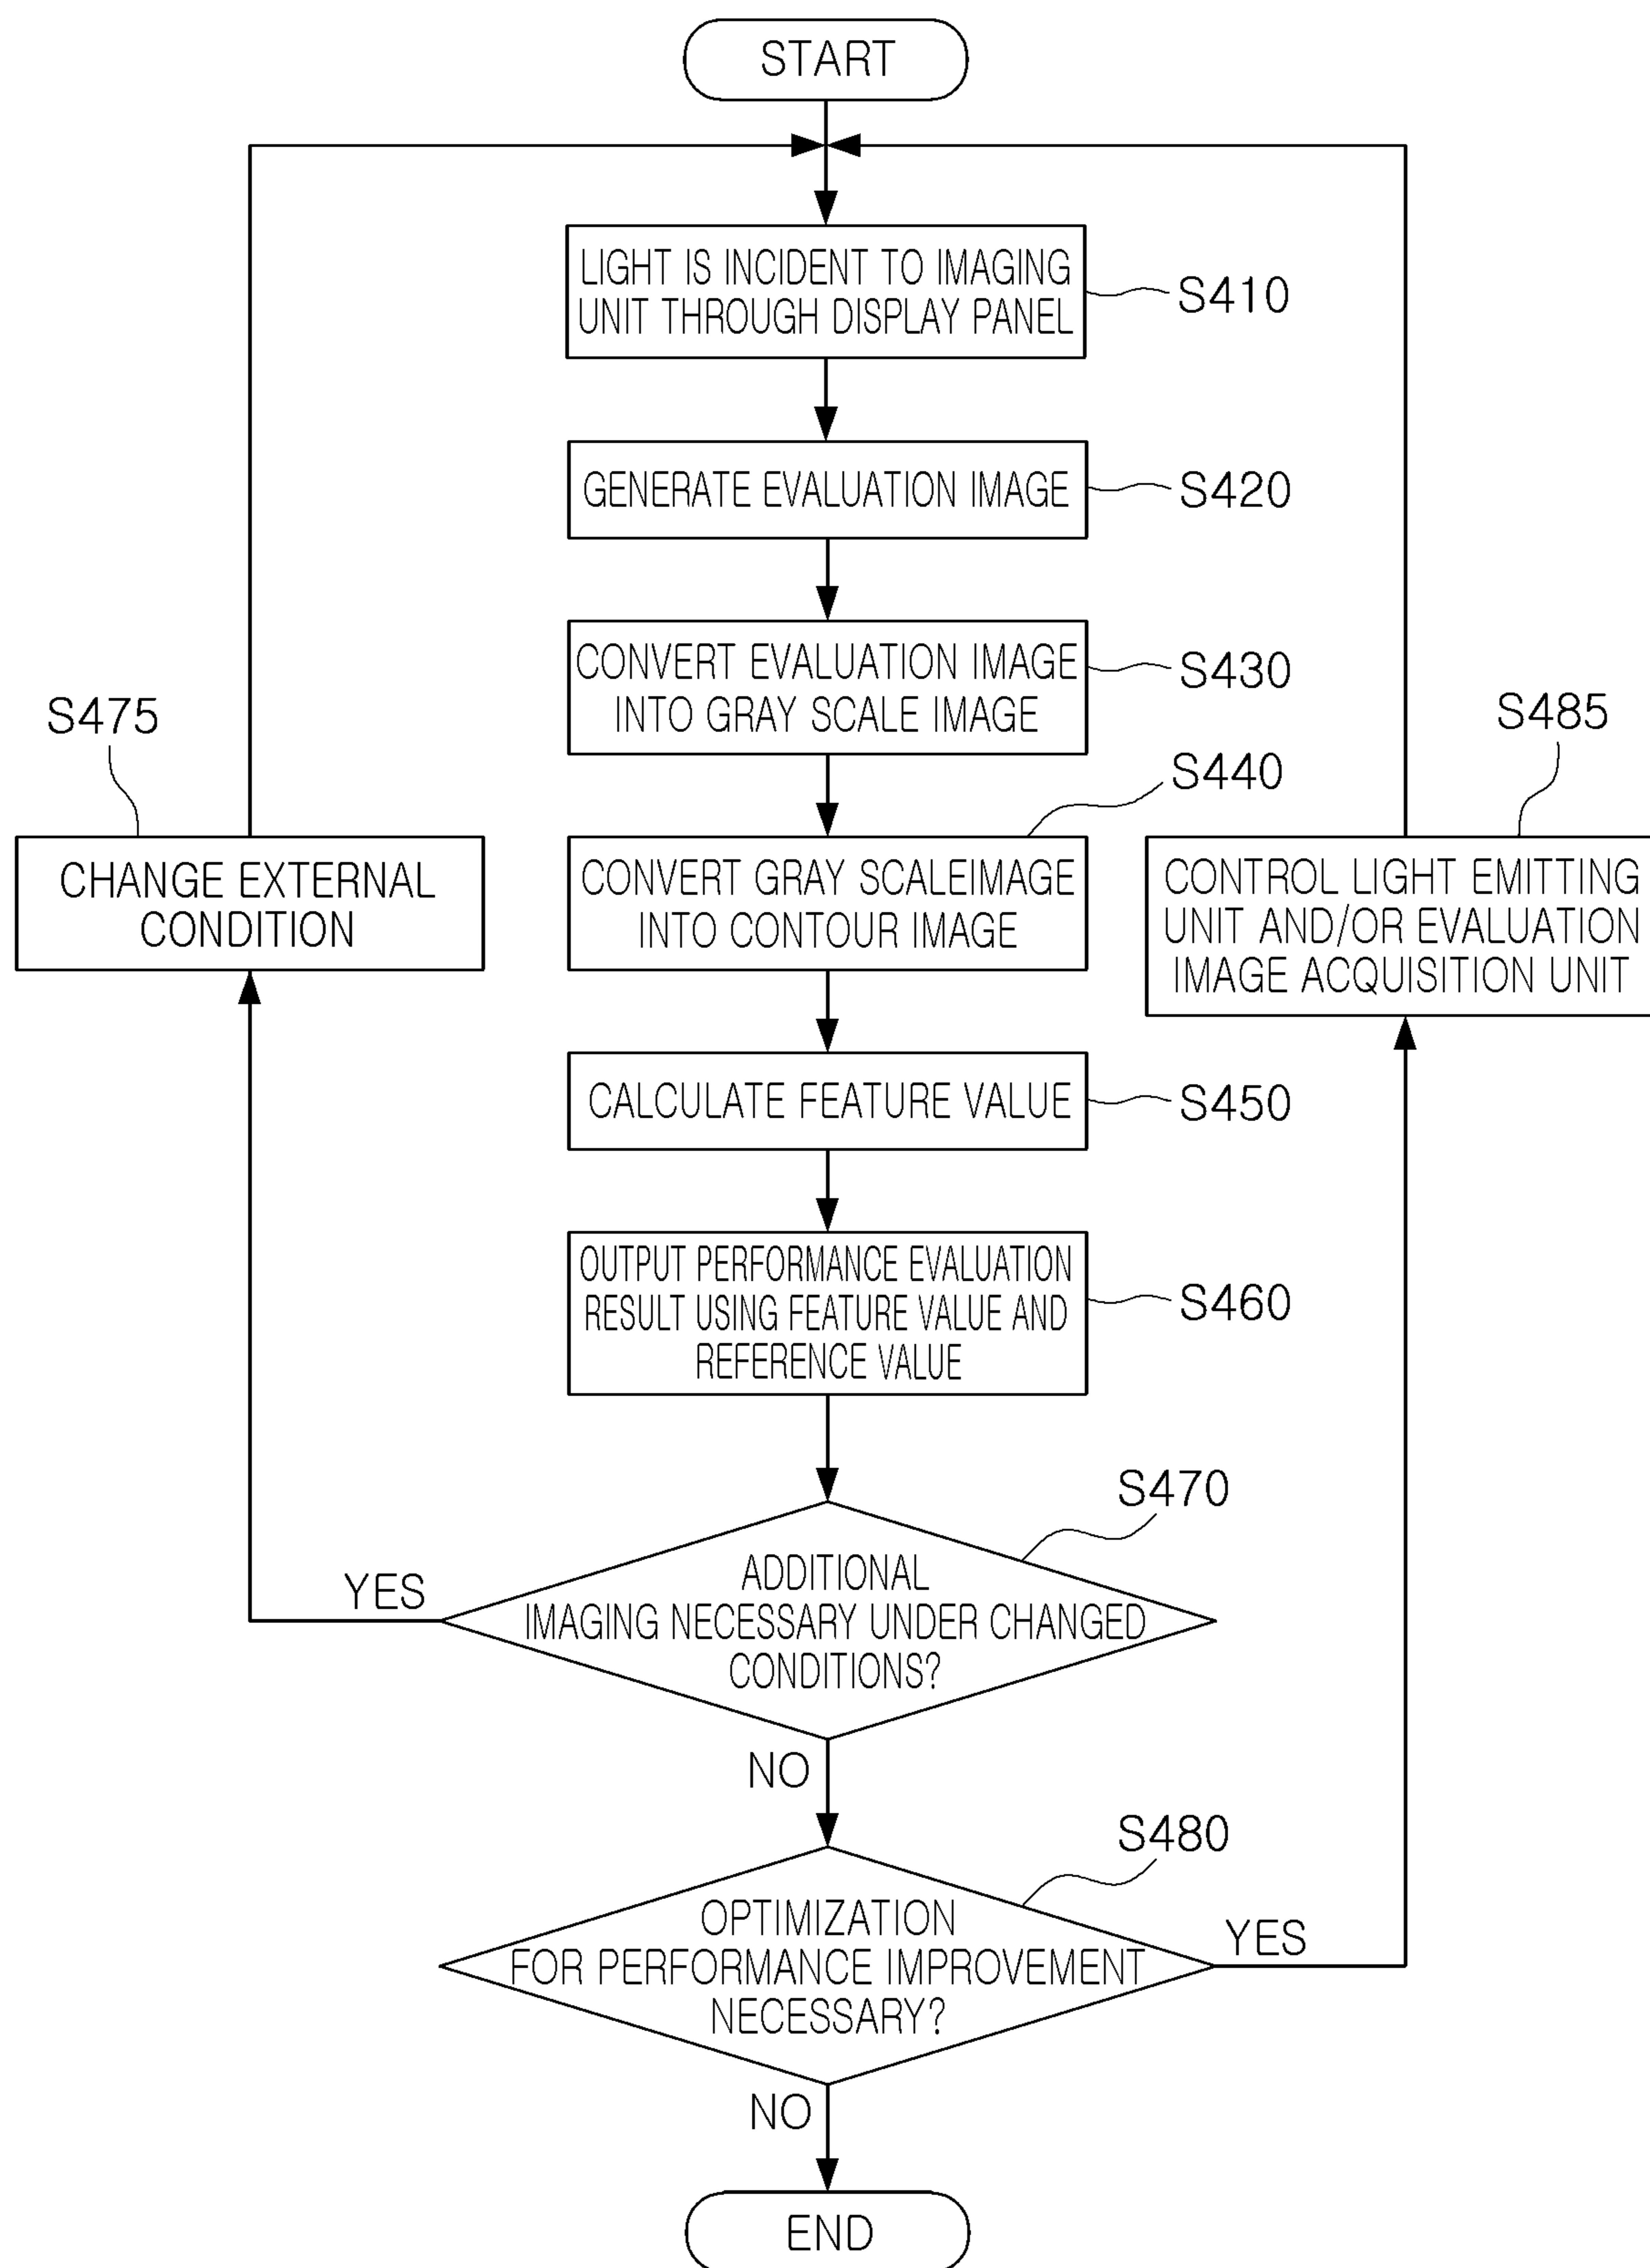 START
LIGHT IS INCIDENT TO IMAGING
UNIT THROUGH DISPLAY PANEL
S410
GENERATE EVALUATION IMAGE
S420
CONVERT EVALUATION IMAGE
INTO GRAY SCALE IMAGE
S430
S475
CHANGE EXTERNAL
CONDITION
S440
CONVERT GRAY SCALEIMAGE
INTO CONTOUR IMAGE
S485
CONTROL LIGHT EMITTING
UNIT AND/OR EVALUATION
IMAGE ACQUISITION UNIT
CALCULATE FEATURE VALUE
S450
OUTPUT PERFORMANCE EVALUATION
RESULT USING FEATURE VALUE AND
REFERENCE VALUE
S460
S470
YES
ADDITIONAL
IMAGING NECESSARY UNDER CHANGED
CONDITIONS?
NO
S480
OPTIMIZATION
FOR PERFORMANCE IMPROVEMENT
NECESSARY?
YES
NO
END